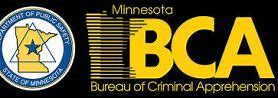 DEPARTMENT OF PUBLIC SAFETY
STATE OF MINNESOTA
Minnesota
BCA
Bureau of Criminal Apprehension